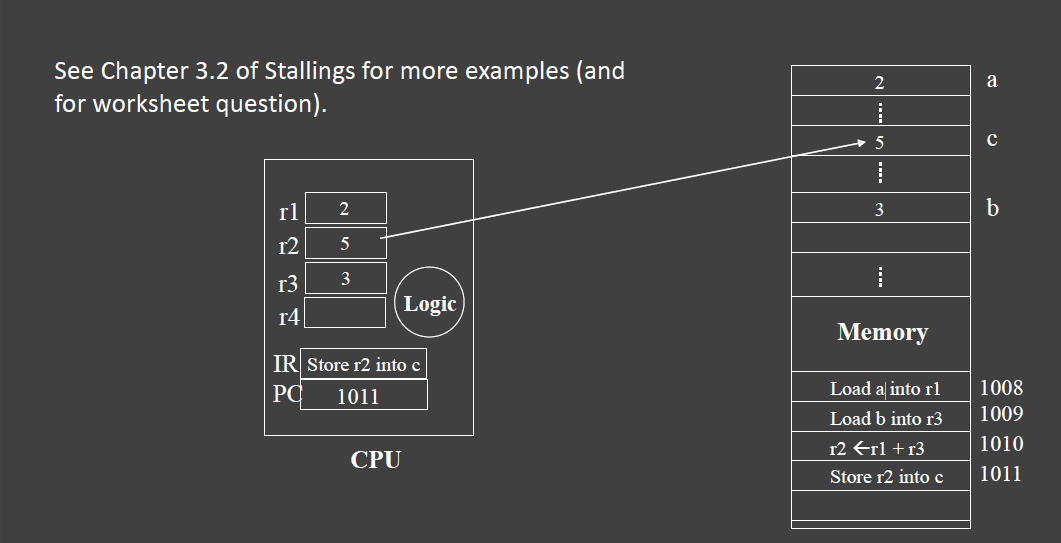 See Chapter 3.2 of Stallings for more examples (and
for worksheet question).
r1 2
r2 5
r3 3
r4
Logic
IR Store r2 into c
PC 1011
CPU
2 a
5 c
3 b
Memory
Load a into r1 1008
Load b into r3 1009
r2 ←r1 + r3 1010
Store r2 into c 1011